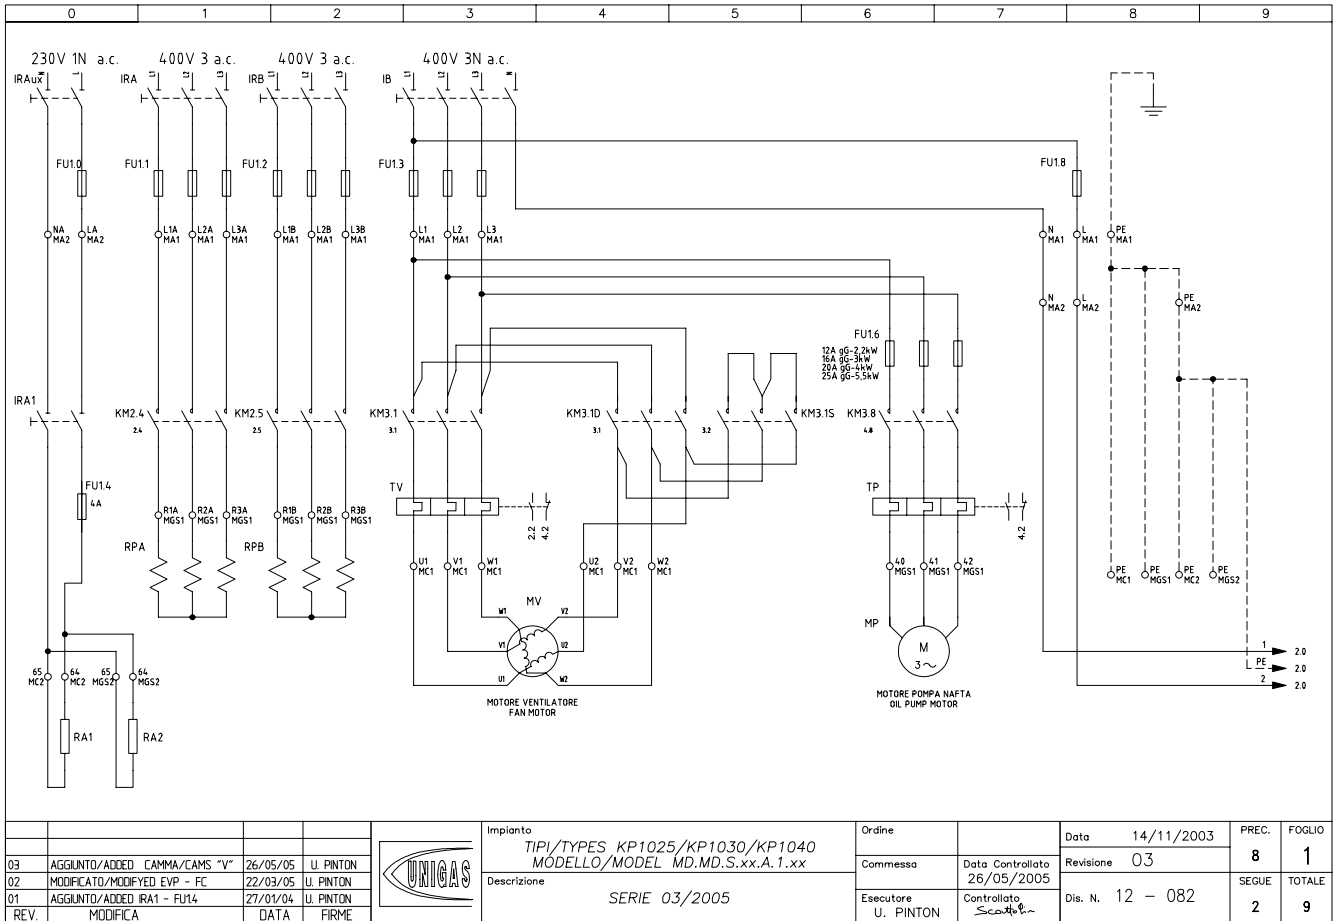 0 1 2 3 4 5 6 7 8 9
230V 1N a.c. 400V 3 a.c. 400V 3 a.c. 400V 3N a.c.
N L L1 L2 L3 L1 L2 L3 L1 L2 L3 N
IRAux IRA IRB IB
FU1.0 FU1.1 FU1.2 FU1.3 FU1.8
NA LA L1A L2A L3A L1B L2B L3B L1 L2 L3 N L PE
MA2 MA2 MA1 MA1 MA1 MA1 MA1 MA1 MA1 MA1 MA1 MA1 MA1 MA1
N L PE
MA2 MA2 MA2
FU1.6
12A gG-2,2kW
16A gG-3kW
20A gG-4kW
25A gG-5,5kW
IRA1 KM2.4 KM2.5 KM3.1 KM3.1D KM3.1S KM3.8
2.4 2.5 3.1 3.1 3.2 4.8
FU1.4
4A
TV TP
2.2 4.2 4.2
R1A R2A R3A R1B R2B R3B
MGS1 MGS1 MGS1 MGS1 MGS1 MGS1
RPA RPB
U1 V1 W1 U2 V2 W2 40 41 42 PE PE PE PE
MC1 MC1 MC1 MC1 MC1 MC1 MGS1 MGS1 MGS1 MC1 MGS1 MC2 MGS2
MV
W1 V2
V1 U2
U1 W2
MP
M
3~
1 2.0
PE 2.0
2 2.0
65 64 65 64
MC2 MC2 MGS2 MGS2
MOTORE VENTILATORE
FAN MOTOR
MOTORE POMPA NAFTA
OIL PUMP MOTOR
RA1 RA2
03 AGGIUNTO/ADDED CAMMA/CAMS "V" 26/05/05 U. PINTON
02 MODIFICATO/MODIFYED EVP - FC 22/03/05 U. PINTON
01 AGGIUNTO/ADDED IRA1 - FU1.4 27/01/04 U. PINTON
REV. MODIFICA DATA FIRME
UNIGAS
Impianto
TIPI/TYPES KP1025/KP1030/KP1040
MODELLO/MODEL MD.MD.S.xx.A.1.xx
Descrizione
SERIE 03/2005
Ordine
Commessa
Esecutore
U. PINTON
Data Controllato
26/05/2005
Controllato
Data 14/11/2003
Revisione 03
Dis. N. 12 - 082
PREC.
8
SEGUE
2
FOGLIO
1
TOTALE
9